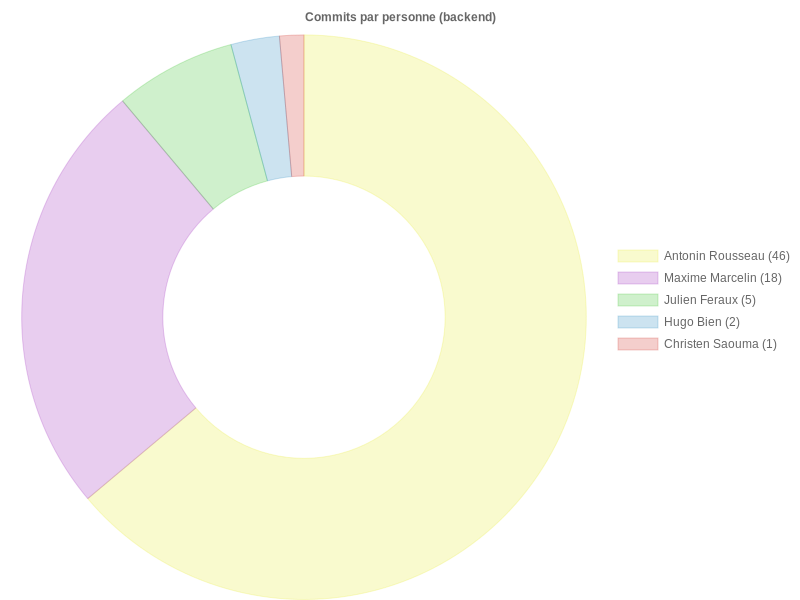 Commits par personne (backend)
Antonin Rousseau (46)
Maxime Marcelin (18)
Julien Feraux (5)
Hugo Bien (2)
Christen Saouma (1)